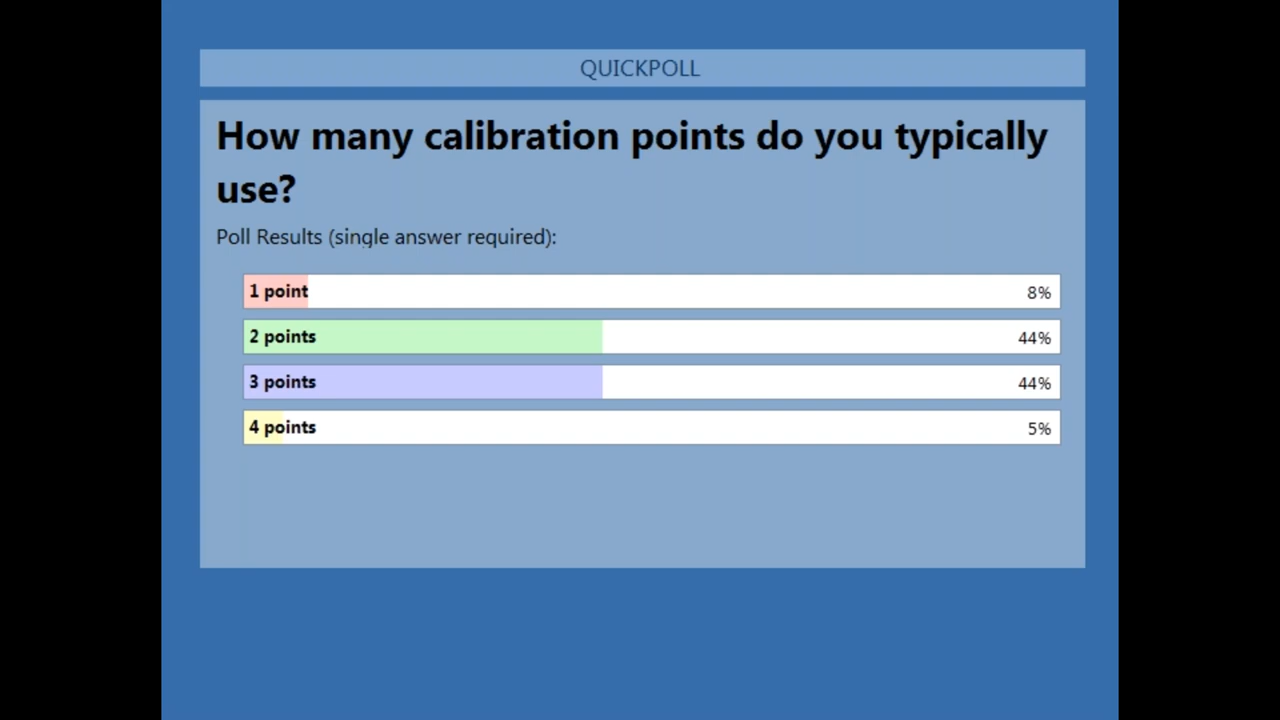 QUICKPOLL
How many calibration points do you typically
use?
Poll Results (single answer required):
1 point 8%
2 points 44%
3 points 44%
4 points 5%